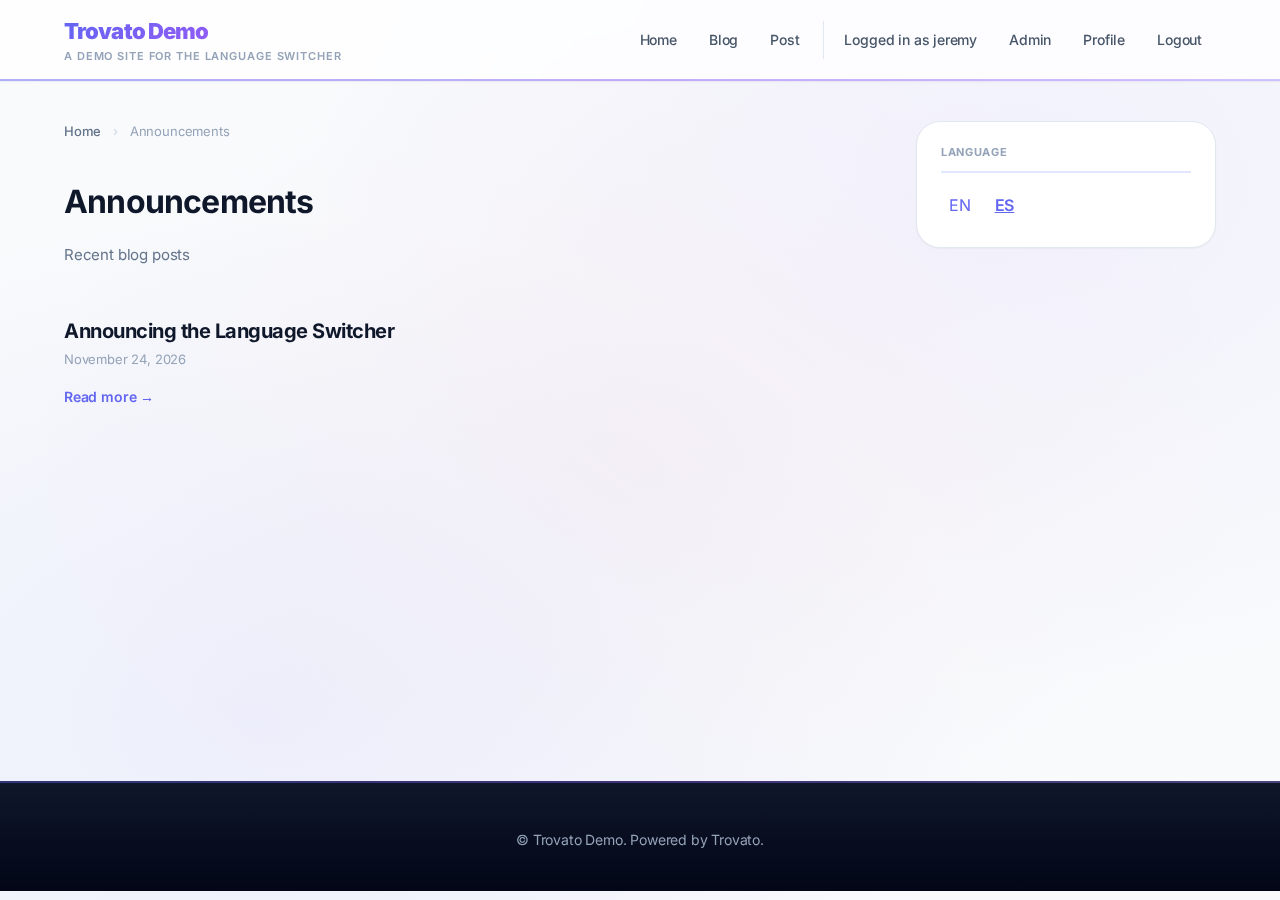 Trovato Demo
A DEMO SITE FOR THE LANGUAGE SWITCHER
Home Blog Post Logged in as jeremy Admin Profile Logout
Home › Announcements
LANGUAGE
EN ES
Announcements
Recent blog posts
Announcing the Language Switcher
November 24, 2026
Read more →
© Trovato Demo. Powered by Trovato.